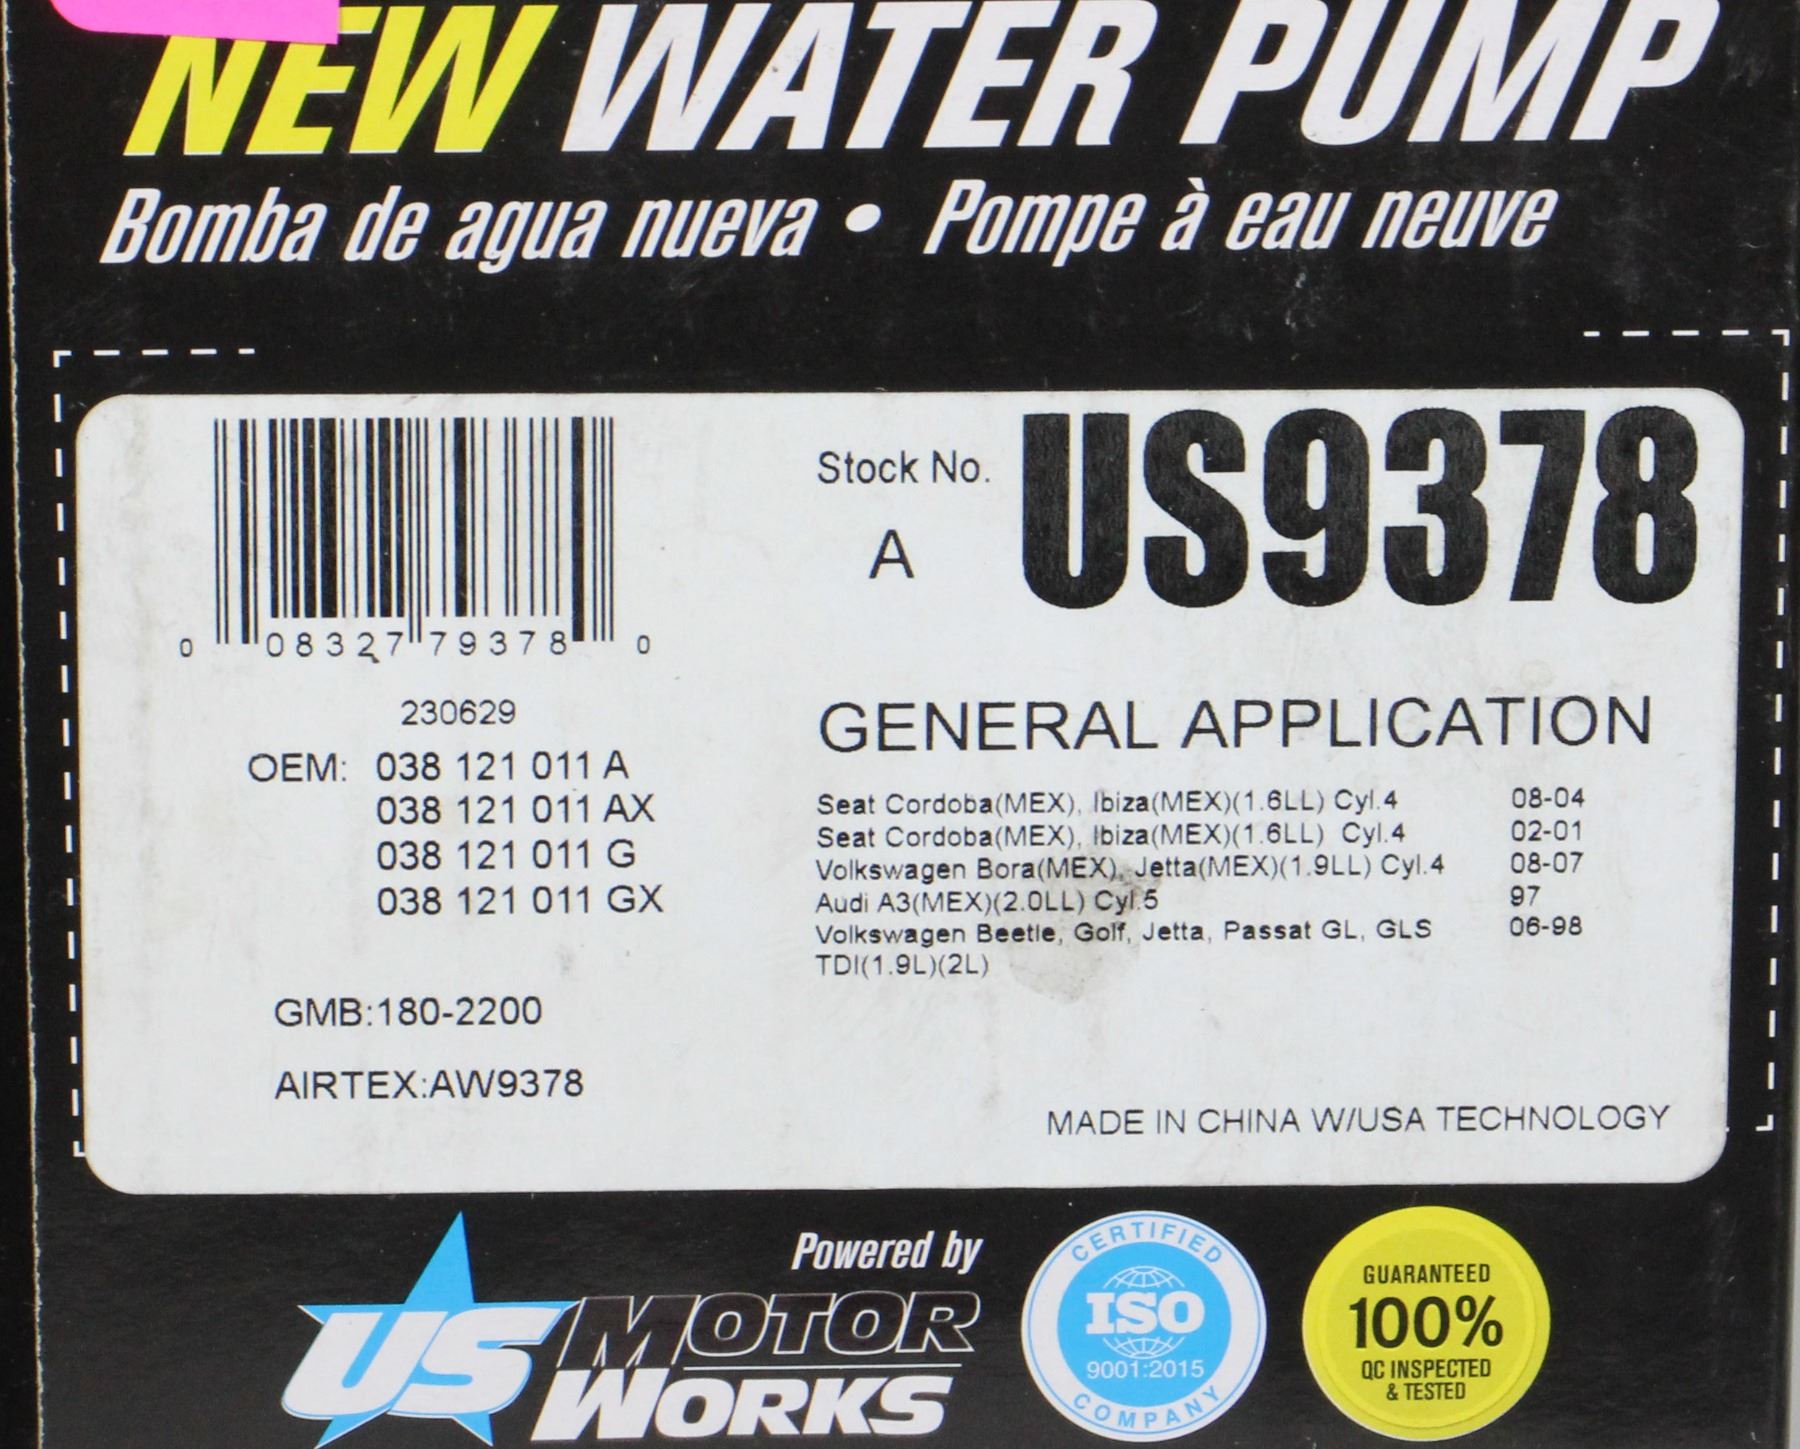 NEW WATER PUMP
Bomba de agua nueva • Pompe à eau neuve
Stock No. US9378
A
0 08327 79378 0
230629
OEM: 038 121 011 A
038 121 011 AX
038 121 011 G
038 121 011 GX
GMB:180-2200
AIRTEX:AW9378
GENERAL APPLICATION
Seat Cordoba(MEX), Ibiza(MEX)(1.6LL) Cyl.4 08-04
Seat Cordoba(MEX), Ibiza(MEX)(1.6LL) Cyl.4 02-01
Volkswagen Bora(MEX), Jetta(MEX)(1.9LL) Cyl.4 08-07
Audi A3(MEX)(2.0LL) Cyl.5 97
Volkswagen Beetle, Golf, Jetta, Passat GL, GLS 06-98
TDI(1.9L)(2L)
MADE IN CHINA W/USA TECHNOLOGY
Powered by
US MOTOR
WORKS
CERTIFIED
ISO
9001:2015
COMPANY
GUARANTEED
100%
QC INSPECTED
& TESTED